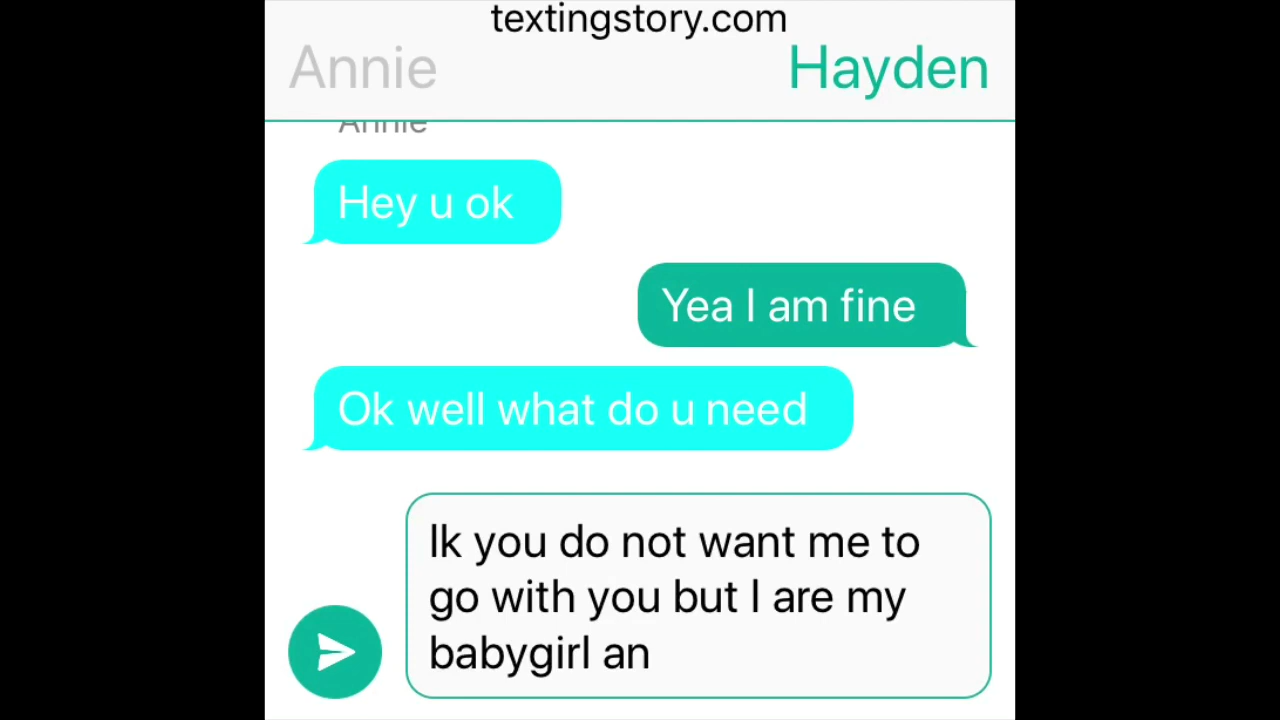 textingstory.com
Annie Hayden
Annie
Hey u ok
Yea I am fine
Ok well what do u need
Ik you do not want me to
go with you but I are my
babygirl an